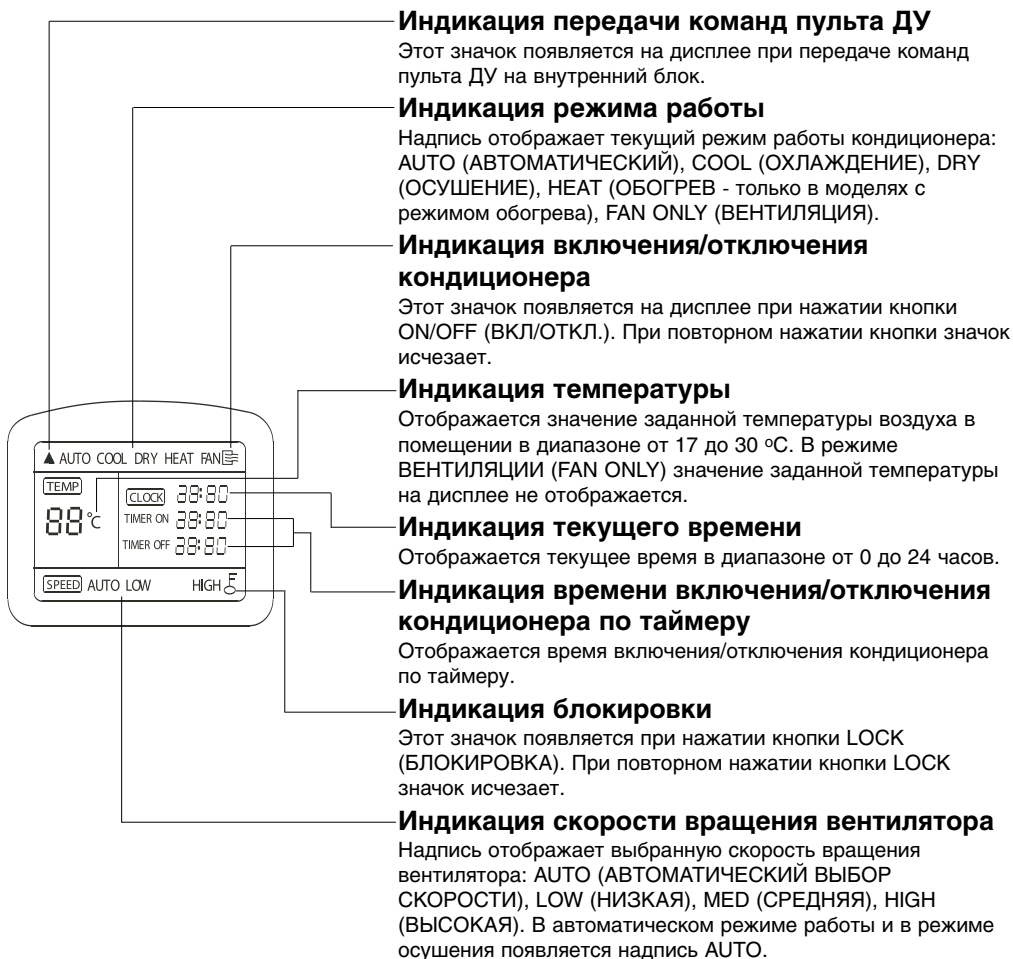 Индикация передачи команд пульта ДУ
Этот значок появляется на дисплее при передаче команд
пульта ДУ на внутренний блок.
Индикация режима работы
Надпись отображает текущий режим работы кондиционера:
AUTO (АВТОМАТИЧЕСКИЙ), COOL (ОХЛАЖДЕНИЕ), DRY
(ОСУШЕНИЕ), HEAT (ОБОГРЕВ - только в моделях с
режимом обогрева), FAN ONLY (ВЕНТИЛЯЦИЯ).
Индикация включения/отключения
кондиционера
Этот значок появляется на дисплее при нажатии кнопки
ON/OFF (ВКЛ/ОТКЛ.). При повторном нажатии кнопки значок
исчезает.
Индикация температуры
Отображается значение заданной температуры воздуха в
помещении в диапазоне от 17 до 30 °C. В режиме
ВЕНТИЛЯЦИИ (FAN ONLY) значение заданной температуры
на дисплее не отображается.
Индикация текущего времени
Отображается текущее время в диапазоне от 0 до 24 часов.
Индикация времени включения/отключения
кондиционера по таймеру
Отображается время включения/отключения кондиционера
по таймеру.
Индикация блокировки
Этот значок появляется при нажатии кнопки LOCK
(БЛОКИРОВКА). При повторном нажатии кнопки LOCK
значок исчезает.
Индикация скорости вращения вентилятора
Надпись отображает выбранную скорость вращения
вентилятора: AUTO (АВТОМАТИЧЕСКИЙ ВЫБОР
СКОРОСТИ), LOW (НИЗКАЯ), MED (СРЕДНЯЯ), HIGH
(ВЫСОКАЯ). В автоматическом режиме работы и в режиме
осушения появляется надпись AUTO.
AUTO COOL DRY HEAT FAN
TEMP
88°C
CLOCK 38:80
TIMER ON 38:80
TIMER OFF 38:80
SPEED AUTO LOW HIGH